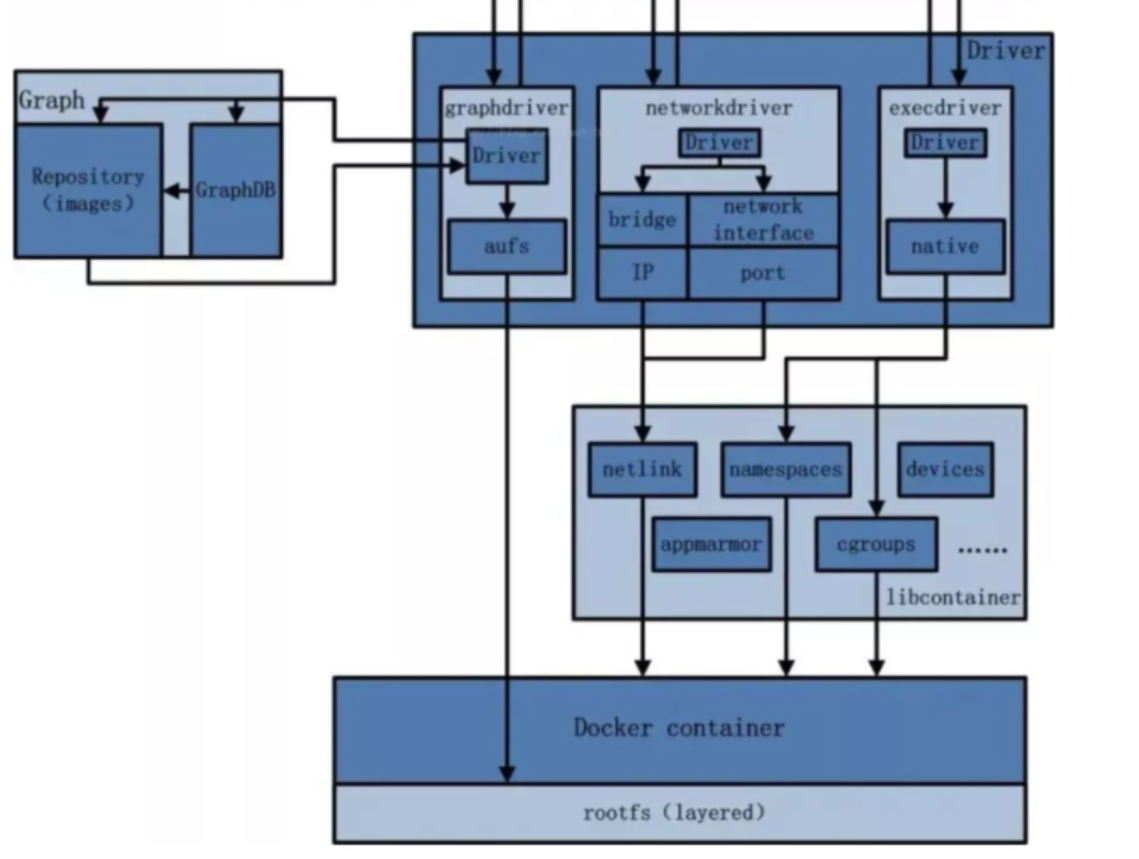 Driver
Graph
graphdriver
networkdriver
execdriver
Driver
Driver
Driver
Repository
(images)
GraphDB
bridge
network
interface
aufs
native
IP
port
netlink
namespaces
devices
appmarmor
cgroups
......
libcontainer
Docker container
rootfs (layered)